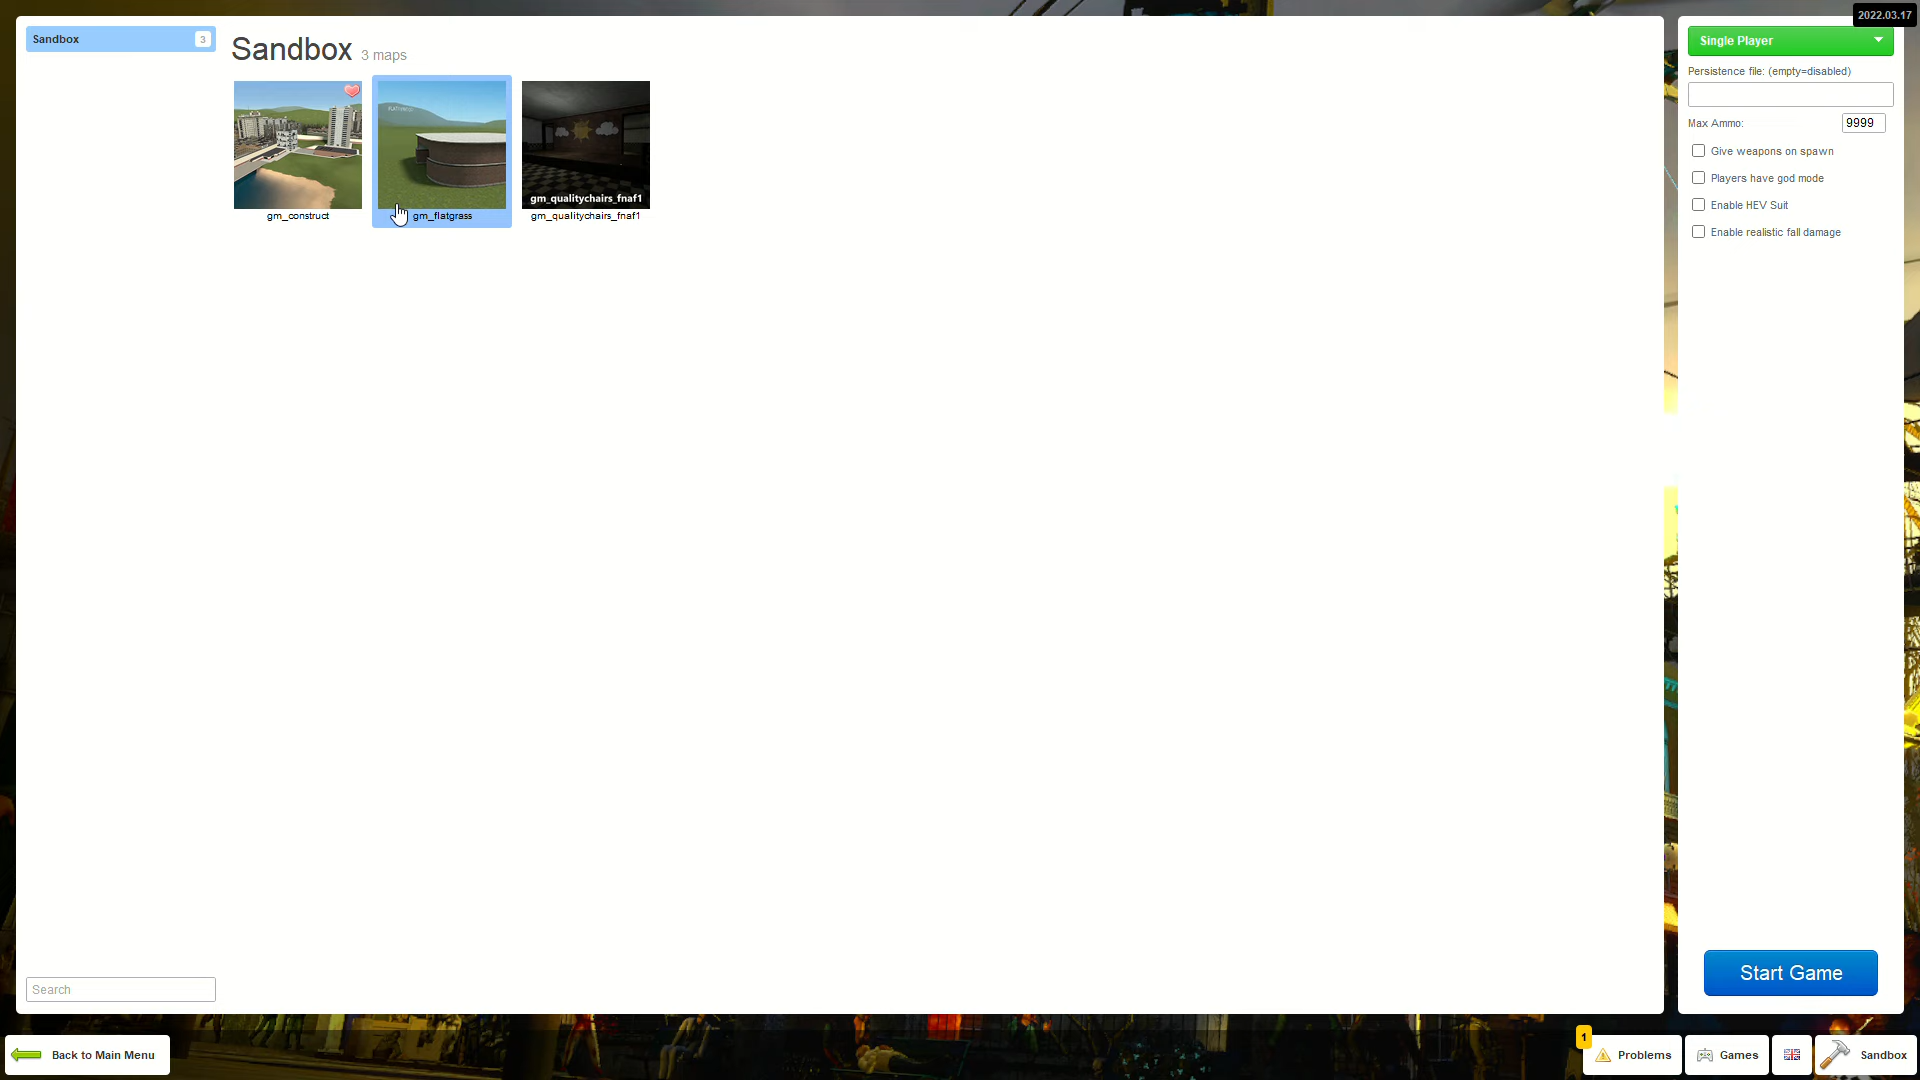 2022.03.17
Sandbox 3
Sandbox 3 maps
gm_construct
gm_flatgrass
gm_qualitychairs_fnaf1
gm_qualitychairs_fnaf1
Single Player
Persistence file: (empty=disabled)
Max Ammo: 9999
Give weapons on spawn
Players have god mode
Enable HEV Suit
Enable realistic fall damage
Start Game
Search
Back to Main Menu
1
Problems
Games
Sandbox